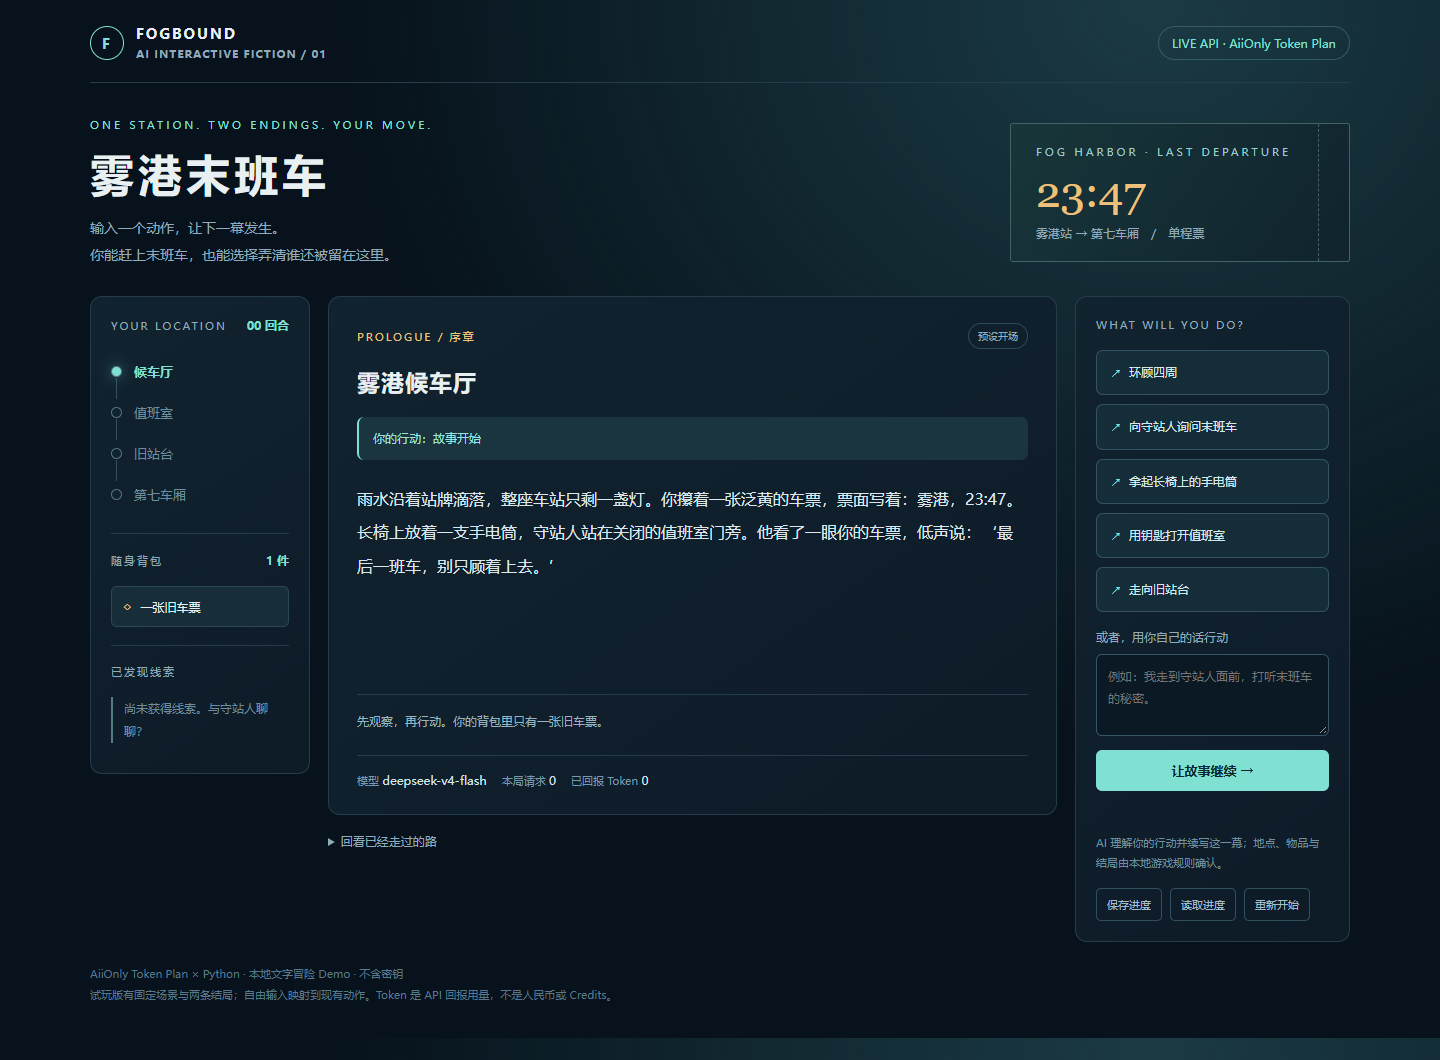 F
FOGBOUND
AI INTERACTIVE FICTION / 01
LIVE API · AiiOnly Token Plan
ONE STATION. TWO ENDINGS. YOUR MOVE.
雾港末班车
输入一个动作，让下一幕发生。
你能赶上末班车，也能选择弄清谁还被留在这里。
FOG HARBOR · LAST DEPARTURE
23:47
雾港站 → 第七车厢 / 单程票
YOUR LOCATION 00 回合
候车厅
值班室
旧站台
第七车厢
随身背包 1 件
◇ 一张旧车票
已发现线索
尚未获得线索。与守站人聊
聊？
PROLOGUE / 序章
预设开场
雾港候车厅
你的行动：故事开始
雨水沿着站牌滴落，整座车站只剩一盏灯。你攥着一张泛黄的车票，票面写着：雾港，23:47。
长椅上放着一支手电筒，守站人站在关闭的值班室门旁。他看了一眼你的车票，低声说：‘最
后一班车，别只顾着上去。’
先观察，再行动。你的背包里只有一张旧车票。
模型 deepseek-v4-flash 本局请求 0 已回报 Token 0
▶ 回看已经走过的路
WHAT WILL YOU DO?
↗ 环顾四周
↗ 向守站人询问末班车
↗ 拿起长椅上的手电筒
↗ 用钥匙打开值班室
↗ 走向旧站台
或者，用你自己的话行动
例如：我走到守站人面前，打听末班车
的秘密。
让故事继续 →
AI 理解你的行动并续写这一幕；地点、物品与
结局由本地游戏规则确认。
保存进度 读取进度 重新开始
AiiOnly Token Plan × Python · 本地文字冒险 Demo · 不含密钥
试玩版有固定场景与两条结局；自由输入映射到现有动作。Token 是 API 回报用量，不是人民币或 Credits。